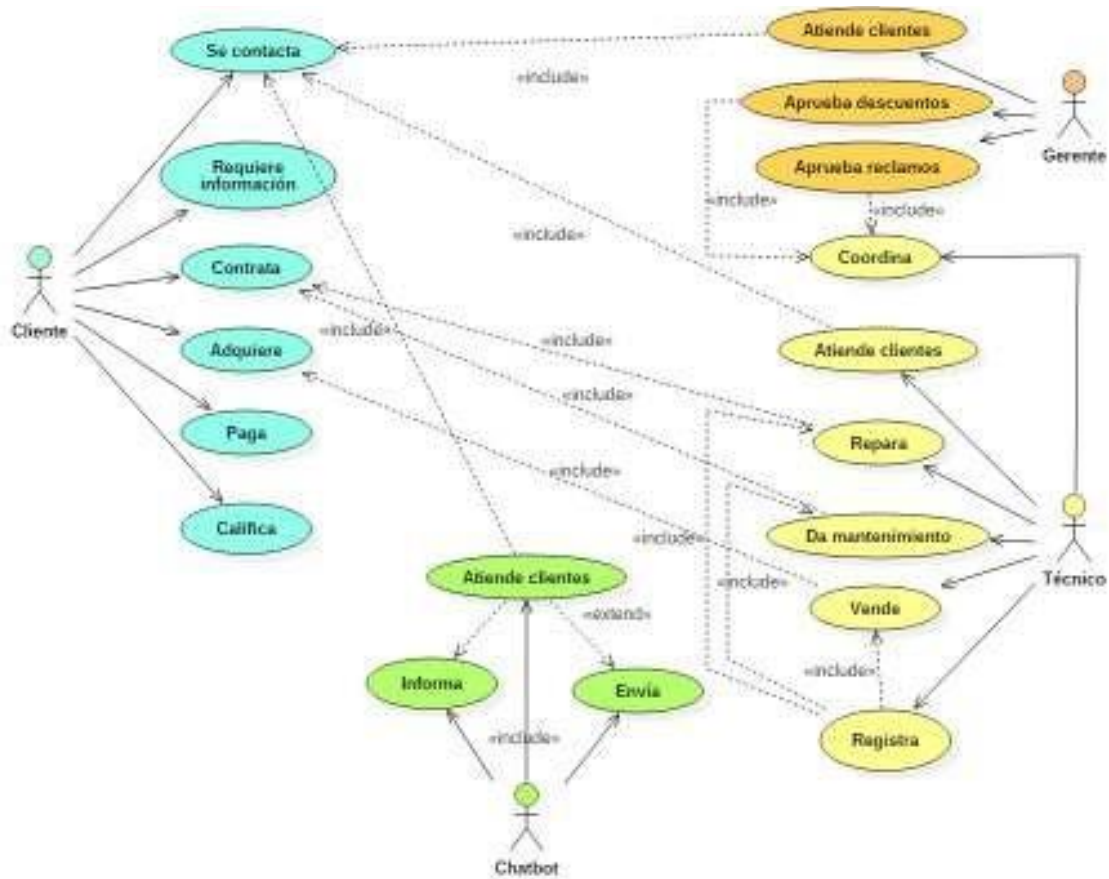 Se contacta
Atiende clientes
«include»
Aprueba descuentos
Gerente
Requiere
información
Aprueba reclamos
«include»
«include»
«include»
Coordina
Contrata
Cliente
«include»
«include»
Adquiere
Atiende clientes
«include»
Paga
Repara
«include»
Califica
Da mantenimiento
«include»
Técnico
Atiende clientes
«include»
Vende
«extend»
«include»
Informa
Envía
«include»
Registra
Chatbot